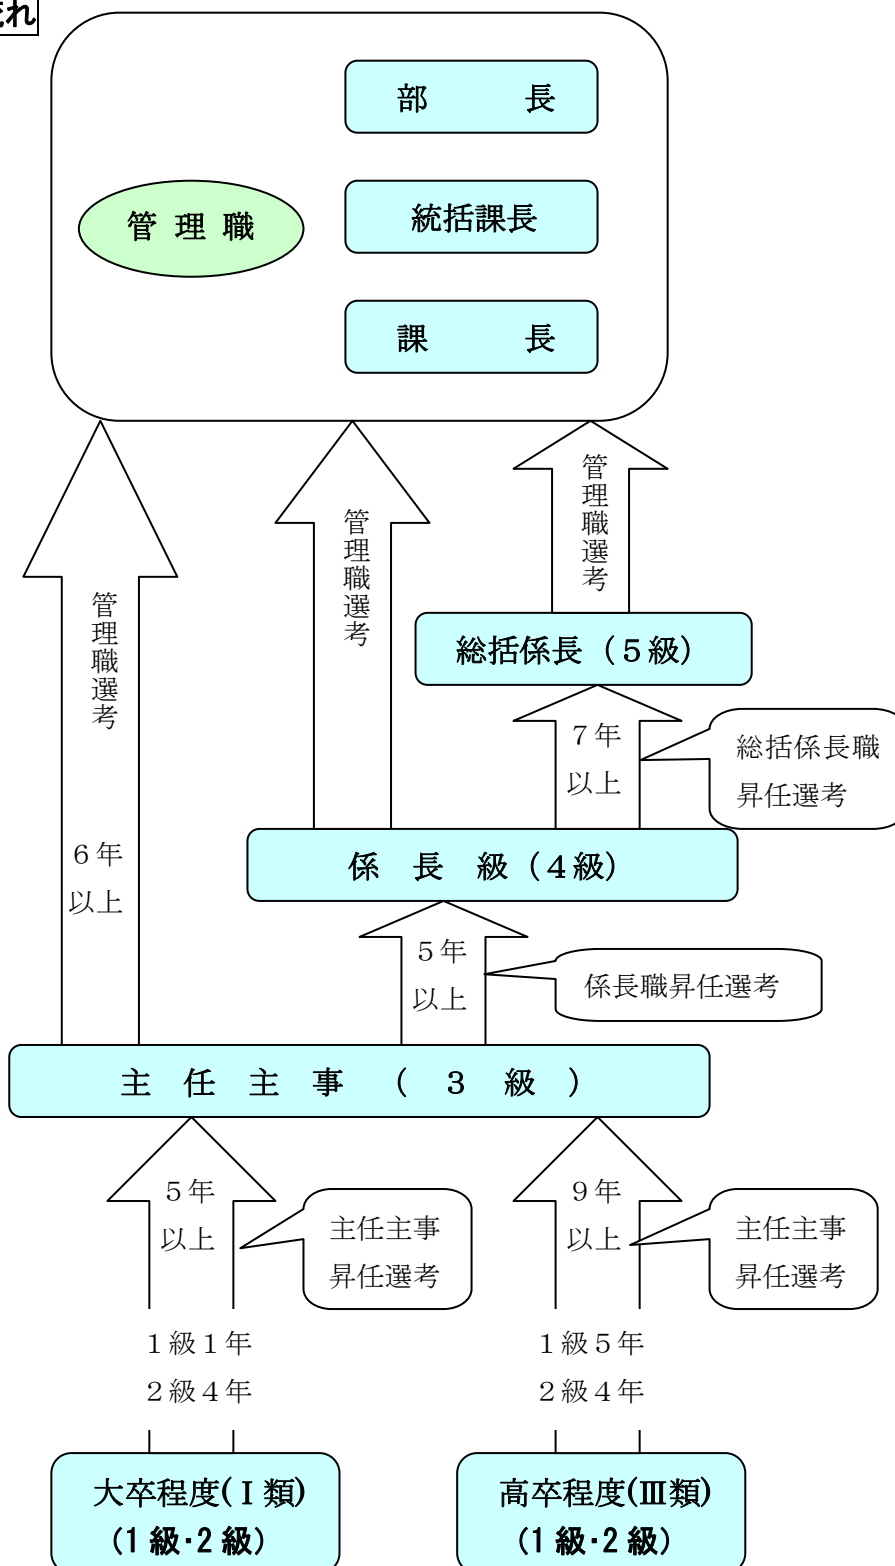 れ
部　　　長
管 理 職
統括課長
課　　　長
管理職選考
管理職選考
管理職選考
総括係長（５級）
７年
以上
総括係長職
昇任選考
６年
以上
係　長　級（４級）
５年
以上
係長職昇任選考
主　任　主　事　（　３　級　）
５年
以上
主任主事
昇任選考
９年
以上
主任主事
昇任選考
１級１年
２級４年
１級５年
２級４年
大卒程度(Ⅰ類)
（１級・２級）
高卒程度(Ⅲ類)
（１級・２級）